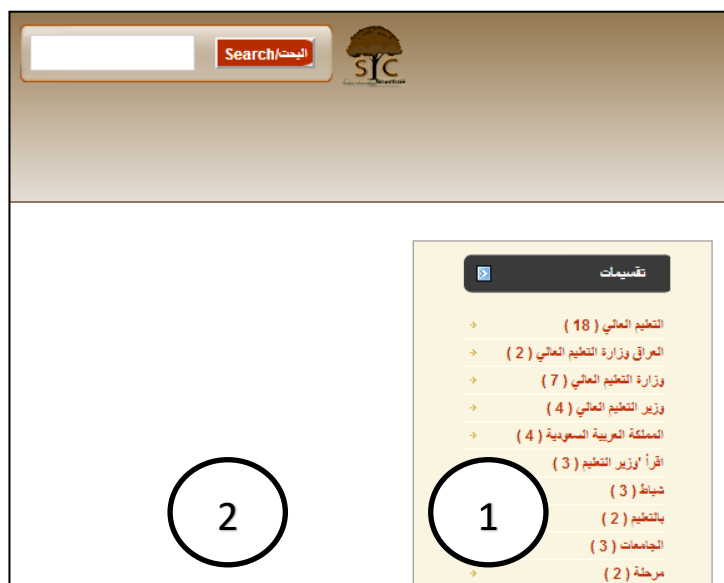 Search/البحث
STC
تقسيمات
التعليم العالي ( 18 )
العراق وزارة التعليم العالي ( 2 )
وزارة التعليم العالي ( 7 )
وزير التعليم العالي ( 4 )
المملكة العربية السعودية ( 4 )
اقرأ 'وزير التعليم ( 3 )
شباط ( 3 )
بالتعليم ( 2 )
الجامعات ( 3 )
مرحلة ( 2 )
1
2